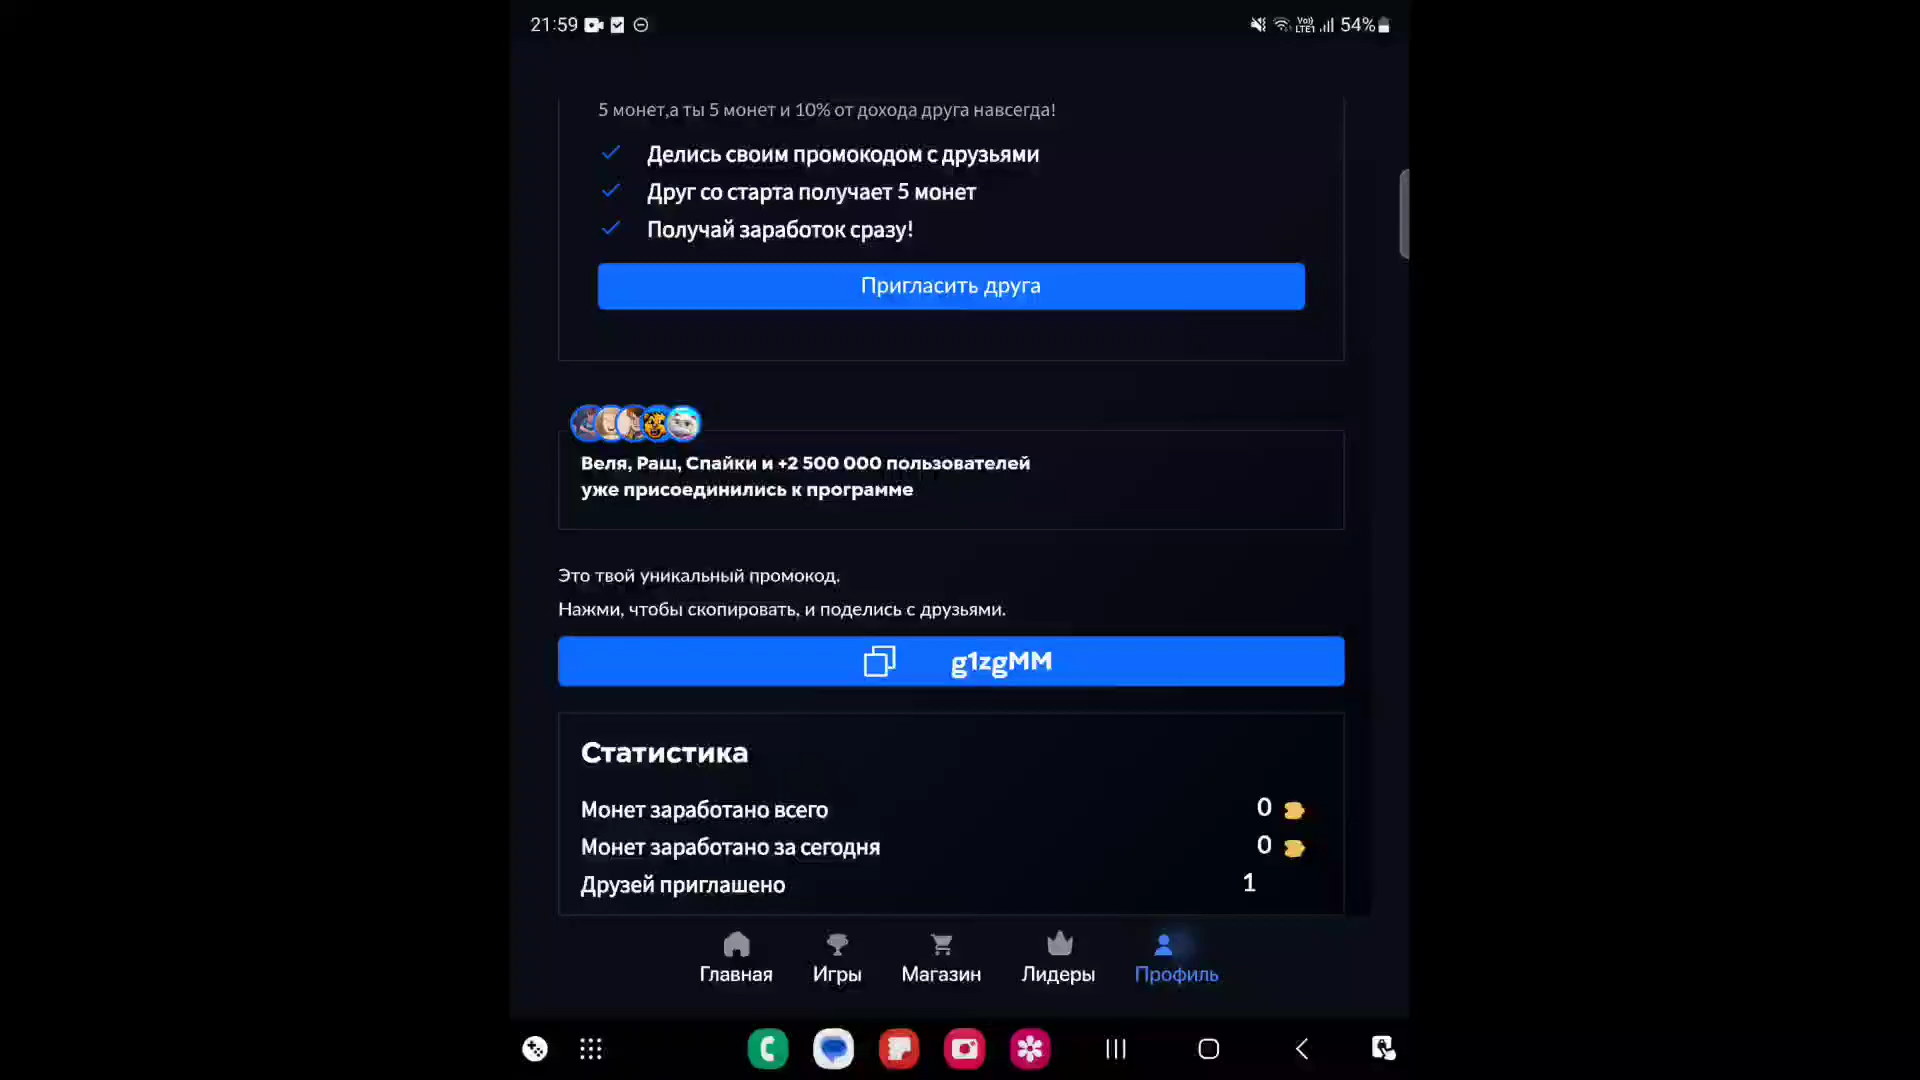 21:59
Vo)) LTE1 54%
5 монет,а ты 5 монет и 10% от дохода друга навсегда!
Делись своим промокодом с друзьями
Друг со старта получает 5 монет
Получай заработок сразу!
Пригласить друга
Веля, Раш, Спайки и +2 500 000 пользователей
уже присоединились к программе
Это твой уникальный промокод.
Нажми, чтобы скопировать, и поделись с друзьями.
g1zgMM
Статистика
Монет заработано всего 0
Монет заработано за сегодня 0
Друзей приглашено 1
Главная Игры Магазин Лидеры Профиль